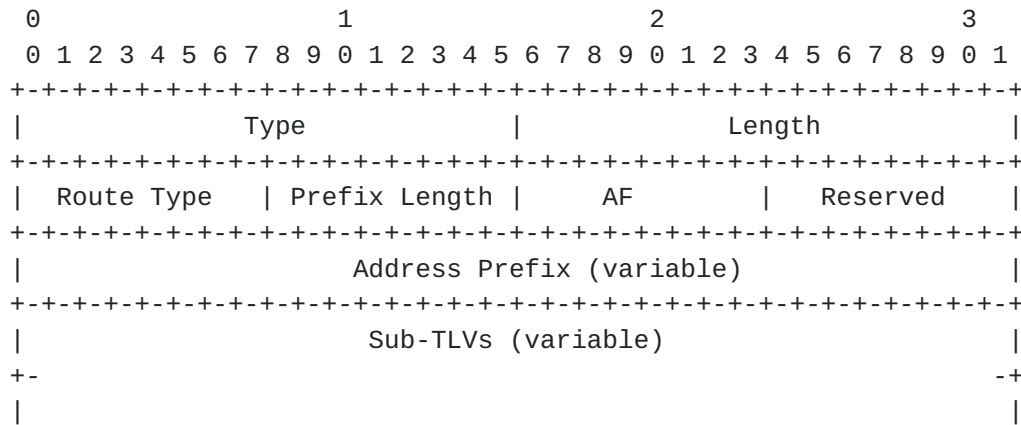 0                   1                   2                   3
 0 1 2 3 4 5 6 7 8 9 0 1 2 3 4 5 6 7 8 9 0 1 2 3 4 5 6 7 8 9 0 1
+-+-+-+-+-+-+-+-+-+-+-+-+-+-+-+-+-+-+-+-+-+-+-+-+-+-+-+-+-+-+-+-+
|              Type             |             Length            |
+-+-+-+-+-+-+-+-+-+-+-+-+-+-+-+-+-+-+-+-+-+-+-+-+-+-+-+-+-+-+-+-+
|  Route Type   | Prefix Length |     AF        |   Reserved    |
+-+-+-+-+-+-+-+-+-+-+-+-+-+-+-+-+-+-+-+-+-+-+-+-+-+-+-+-+-+-+-+-+
|                     Address Prefix (variable)                 |
+-+-+-+-+-+-+-+-+-+-+-+-+-+-+-+-+-+-+-+-+-+-+-+-+-+-+-+-+-+-+-+-+
|                      Sub-TLVs (variable)                      |
+-                                                             -+
|                                                               |